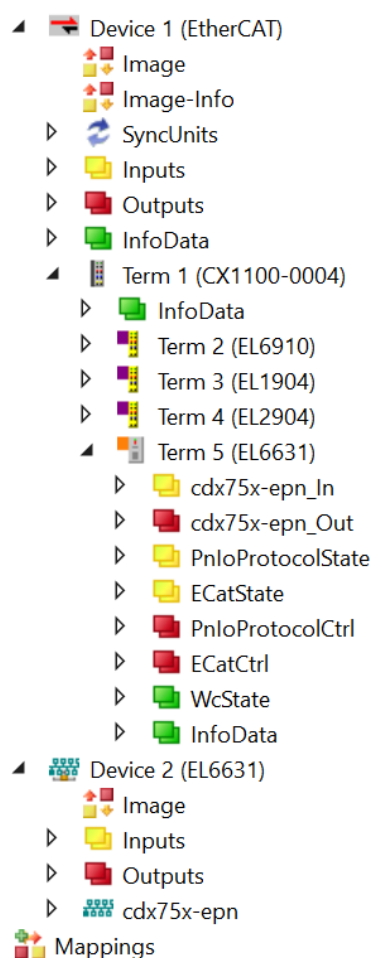 Device 1 (EtherCAT)
Image
Image-Info
SyncUnits
Inputs
Outputs
InfoData
Term 1 (CX1100-0004)
InfoData
Term 2 (EL6910)
Term 3 (EL1904)
Term 4 (EL2904)
Term 5 (EL6631)
cdx75x-epn_In
cdx75x-epn_Out
PnIoProtocolState
ECatState
PnIoProtocolCtrl
ECatCtrl
WcState
InfoData
Device 2 (EL6631)
Image
Inputs
Outputs
cdx75x-epn
Mappings